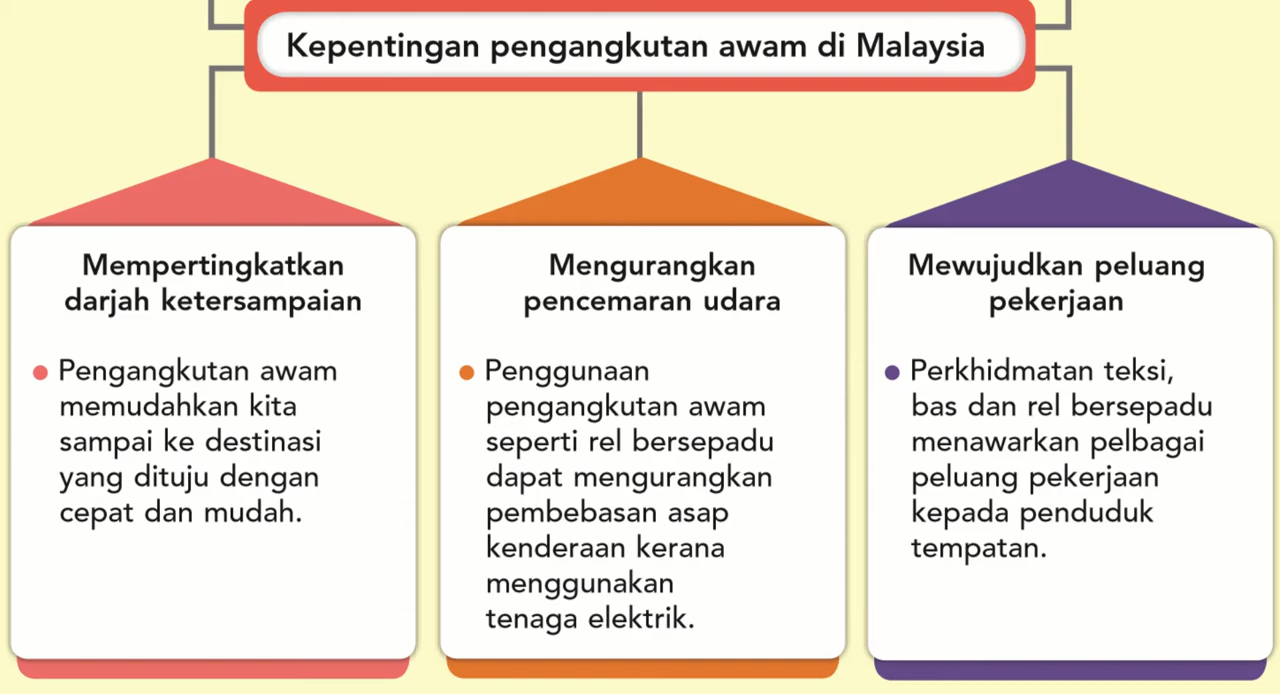 Kepentingan pengangkutan awam di Malaysia
Mempertingkatkan
darjah ketersampaian
Pengangkutan awam
memudahkan kita
sampai ke destinasi
yang dituju dengan
cepat dan mudah.
Mengurangkan
pencemaran udara
Penggunaan
pengangkutan awam
seperti rel bersepadu
dapat mengurangkan
pembebasan asap
kenderaan kerana
menggunakan
tenaga elektrik.
Mewujudkan peluang
pekerjaan
Perkhidmatan teksi,
bas dan rel bersepadu
menawarkan pelbagai
peluang pekerjaan
kepada penduduk
tempatan.